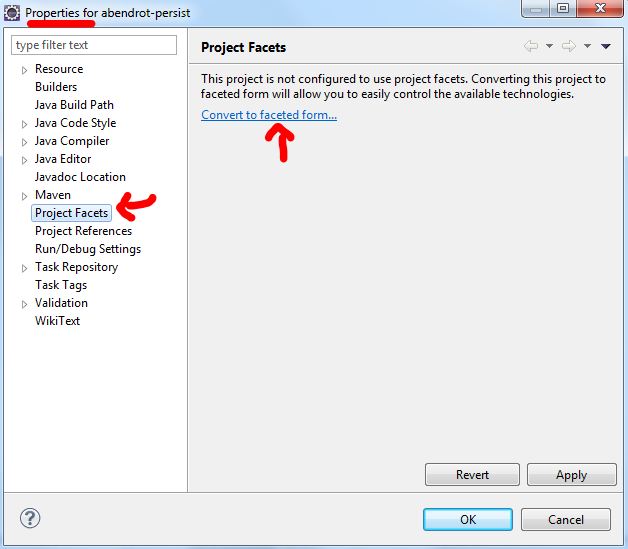 Properties for abendrot-persist
type filter text
Resource
Builders
Java Build Path
Java Code Style
Java Compiler
Java Editor
Javadoc Location
Maven
Project Facets
Project References
Run/Debug Settings
Task Repository
Task Tags
Validation
WikiText
Project Facets
This project is not configured to use project facets. Converting this project to
faceted form will allow you to easily control the available technologies.
Convert to faceted form...
Revert
Apply
?
OK
Cancel